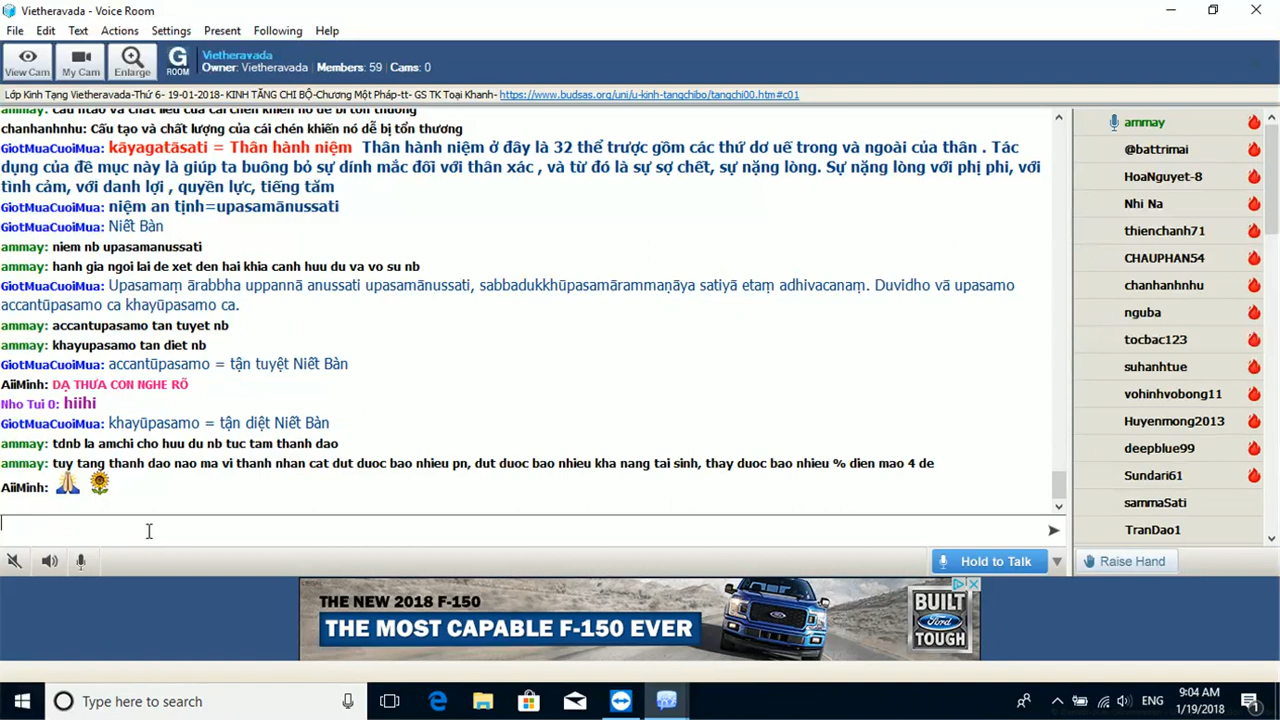 Vietheravada - Voice Room
File Edit Text Actions Settings Present Following Help
View Cam
My Cam
Enlarge
G
ROOM
Vietheravada
Owner: Vietheravada | Members: 59 | Cams: 0
Lớp Kinh Tạng Vietheravada-Thứ 6- 19-01-2018- KINH TĂNG CHI BỘ-Chương Một Pháp-tt- GS TK Toại Khanh- https://www.budsas.org/uni/u-kinh-tangchibo/tangchi00.htm#c01
chanhanhnhu: Cấu tạo và chất lượng của cái chén khiến nó dễ bị tổn thương
GiotMuaCuoiMua: kāyagatāsati = Thân hành niệm Thân hành niệm ở đây là 32 thể trược gồm các thứ dơ uế trong và ngoài của thân . Tác
dụng của đề mục này là giúp ta buông bỏ sự dính mắc đối với thân xác , và từ đó là sự sợ chết, sự nặng lòng. Sự nặng lòng với phị phi, với
tình cảm, với danh lợi , quyền lực, tiếng tăm
GiotMuaCuoiMua: niệm an tịnh=upasamānussati
GiotMuaCuoiMua: Niết Bàn
ammay: niem nb upasamanussati
ammay: hanh gia ngoi lai de xet den hai khia canh huu du va vo su nb
GiotMuaCuoiMua: Upasamaṃ ārabbha uppannā anussati upasamānussati, sabbadukkhūpasamārammaṇāya satiyā etaṃ adhivacanaṃ. Duvidho vā upasamo
accantūpasamo ca khayūpasamo ca.
ammay: accantupasamo tan tuyet nb
ammay: khayupasamo tan diet nb
GiotMuaCuoiMua: accantūpasamo = tận tuyệt Niết Bàn
AiiMinh: DẠ THƯA CON NGHE RÕ
Nho Tui 0: hiihi
GiotMuaCuoiMua: khayūpasamo = tận diệt Niết Bàn
ammay: tdnb la amchi cho huu du nb tuc tam thanh dao
ammay: tuy tang thanh dao nao ma vi thanh nhan cat dut duoc bao nhieu pn, dut duoc bao nhieu kha nang tai sinh, thay duoc bao nhieu % dien mao 4 de
AiiMinh:
ammay
@battrimai
HoaNguyet-8
Nhi Na
thienchanh71
CHAUPHAN54
chanhanhnhu
nguba
tocbac123
suhanhtue
vohinhvobong11
Huyenmong2013
deepblue99
Sundari61
sammaSati
TranDao1
Hold to Talk
Raise Hand
THE NEW 2018 F-150
THE MOST CAPABLE F-150 EVER
BUILT
Ford
TOUGH
Type here to search
ENG
9:04 AM
1/19/2018
1